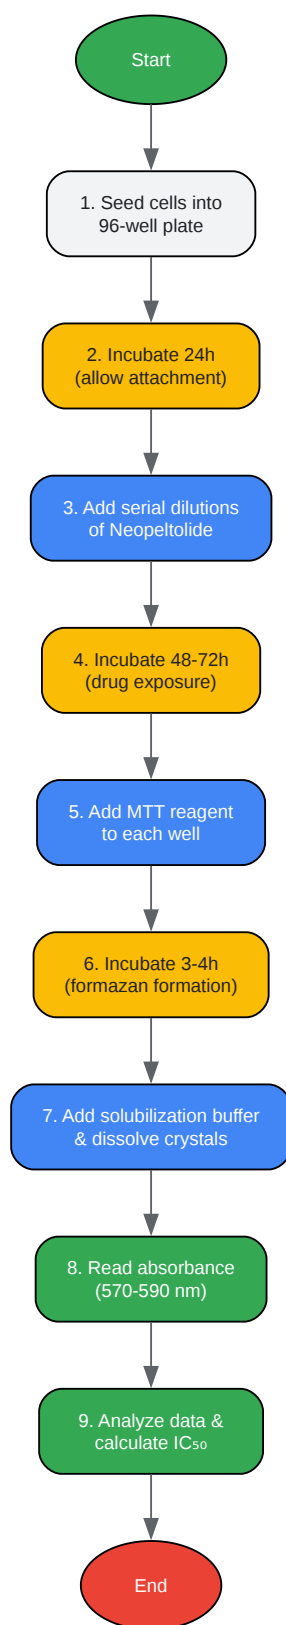 Start
1. Seed cells into
96-well plate
2. Incubate 24h
(allow attachment)
3. Add serial dilutions
of Neopeltolide
4. Incubate 48-72h
(drug exposure)
5. Add MTT reagent
to each well
6. Incubate 3-4h
(formazan formation)
7. Add solubilization buffer
& dissolve crystals
8. Read absorbance
(570-590 nm)
9. Analyze data &
calculate IC₅₀
End